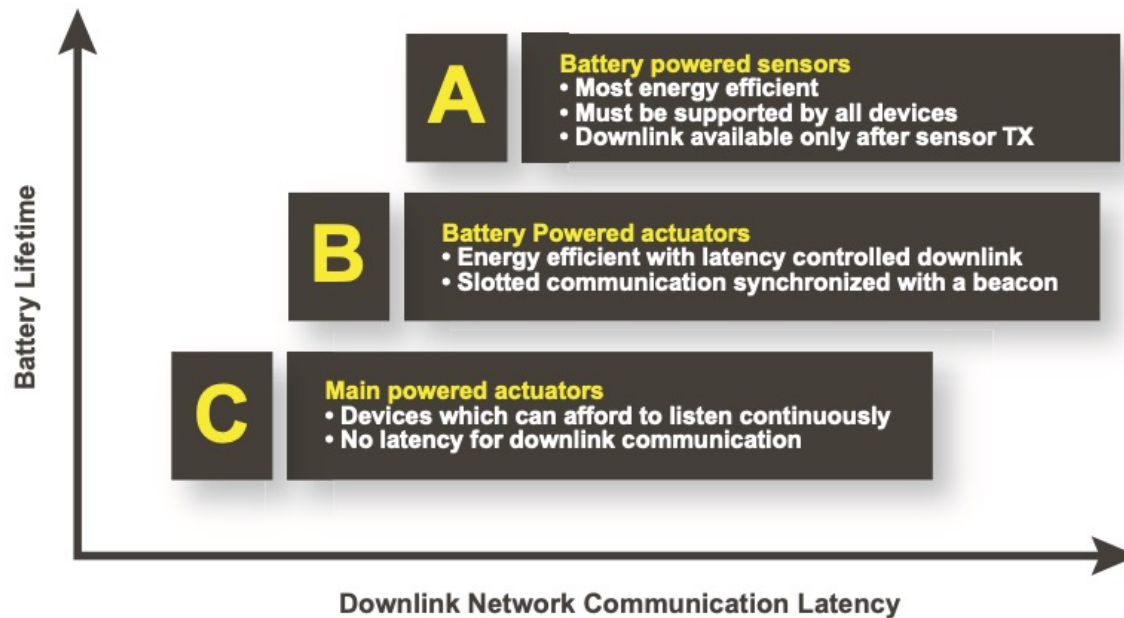 Battery Lifetime
A
Battery powered sensors
• Most energy efficient
• Must be supported by all devices
• Downlink available only after sensor TX
B
Battery Powered actuators
• Energy efficient with latency controlled downlink
• Slotted communication synchronized with a beacon
C
Main powered actuators
• Devices which can afford to listen continuously
• No latency for downlink communication
Downlink Network Communication Latency